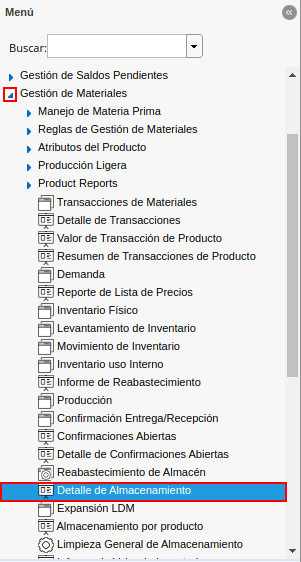 Menú
Buscar:
Gestión de Saldos Pendientes
Gestión de Materiales
Manejo de Materia Prima
Reglas de Gestión de Materiales
Atributos del Producto
Producción Ligera
Product Reports
Transacciones de Materiales
Detalle de Transacciones
Valor de Transacción de Producto
Resumen de Transacciones de Producto
Demanda
Reporte de Lista de Precios
Inventario Físico
Levantamiento de Inventario
Movimiento de Inventario
Inventario uso Interno
Informe de Reabastecimiento
Producción
Confirmación Entrega/Recepción
Confirmaciones Abiertas
Detalle de Confirmaciones Abiertas
Reabastecimiento de Almacén
Detalle de Almacenamiento
Expansión LDM
Almacenamiento por producto
Limpieza General de Almacenamiento